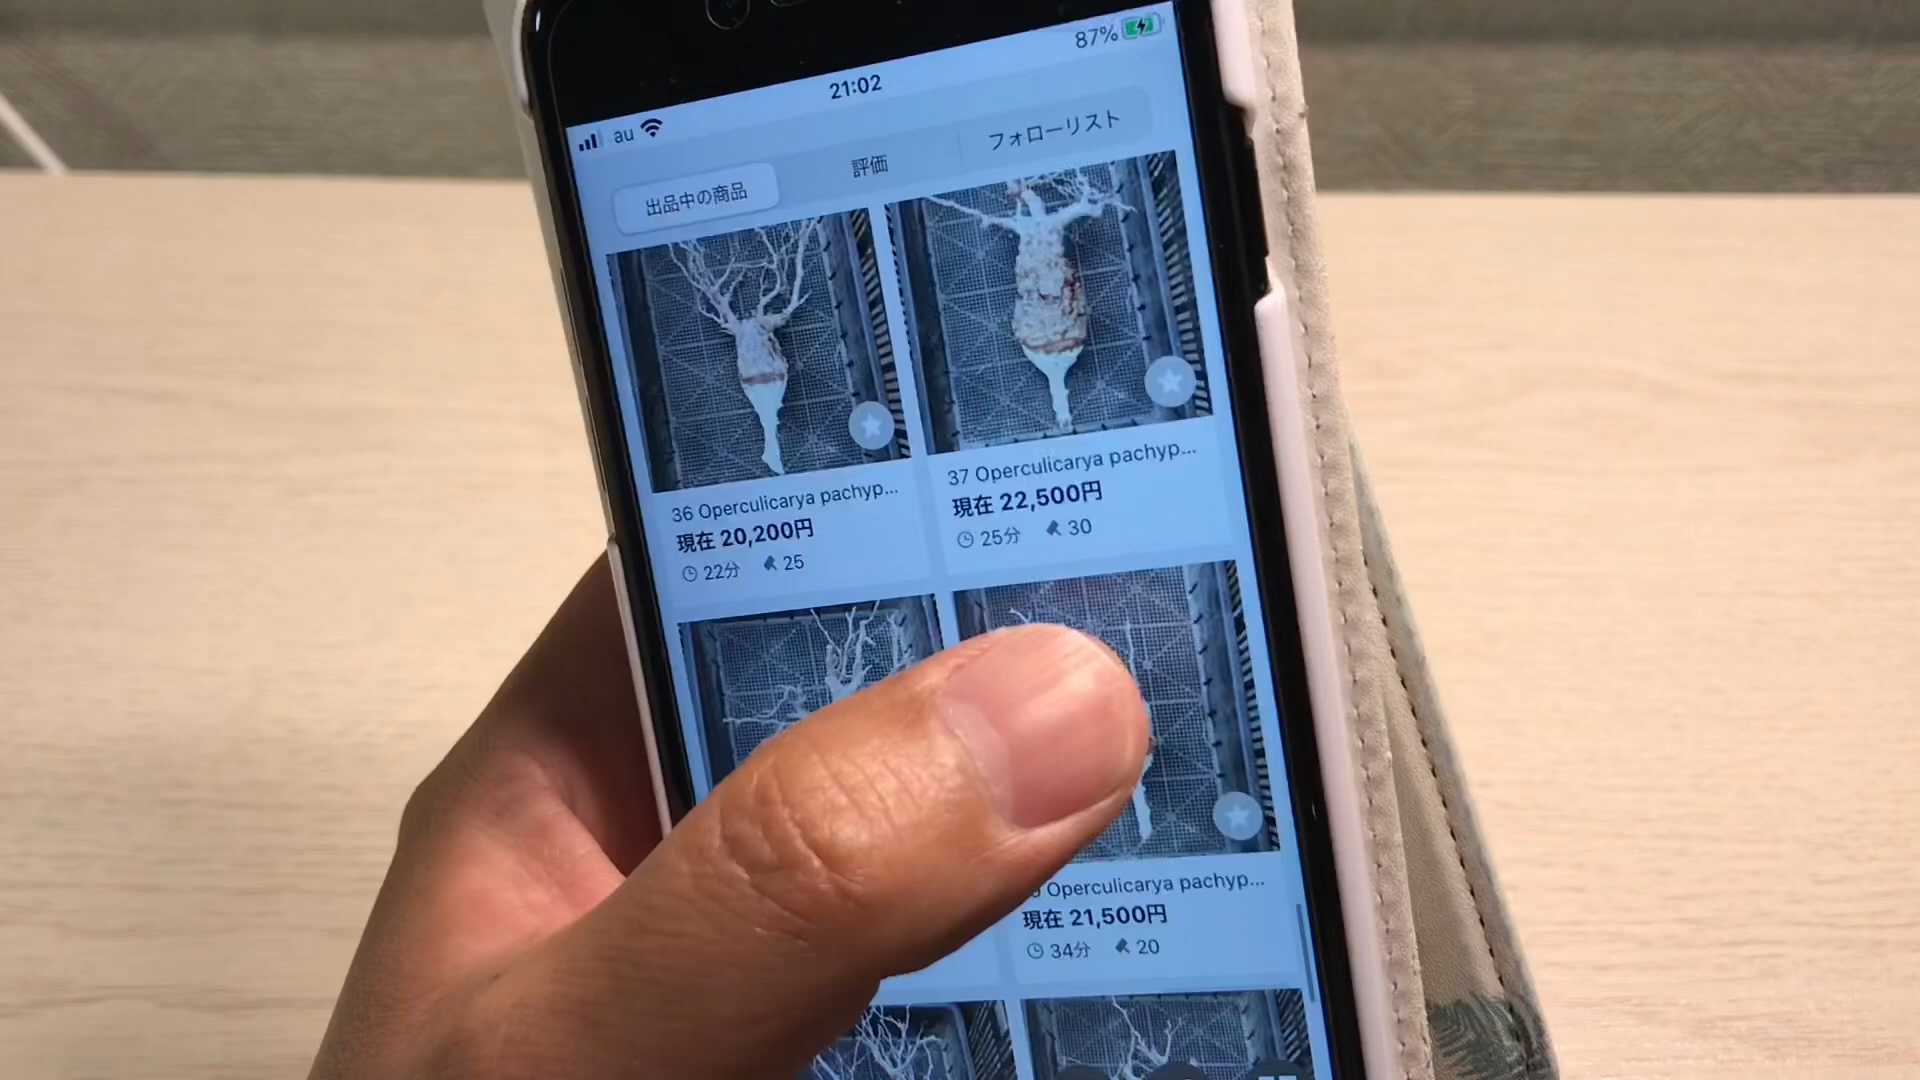 87%
21:02
au
出品中の商品
評価
フォローリスト
36 Operculicarya pachyp...
現在 20,200円
22分 25
37 Operculicarya pachyp...
現在 22,500円
25分 30
Operculicarya pachyp...
現在 21,500円
34分 20